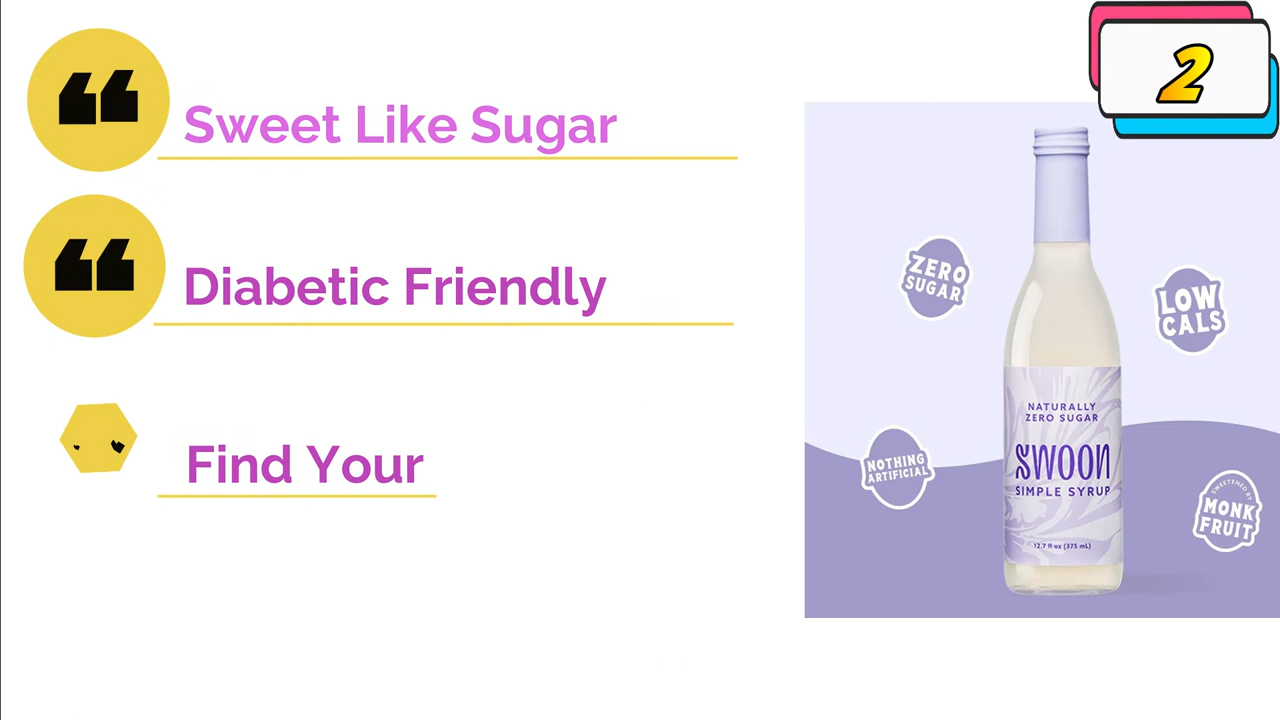 2
Sweet Like Sugar
Diabetic Friendly
Find Your
ZERO
SUGAR
LOW
CALS
NOTHING
ARTIFICIAL
SWEETENED BY
MONK
FRUIT
NATURALLY
ZERO SUGAR
SWOON
SIMPLE SYRUP
12.7 fl oz (375 mL)